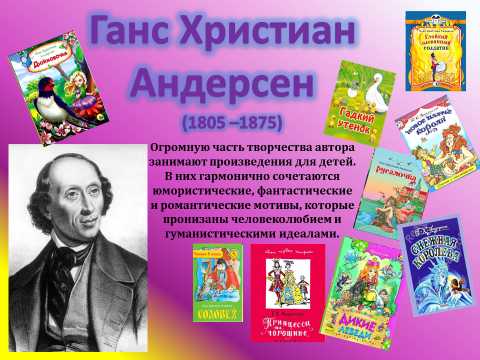 Ганс Христиан
Андерсен
(1805 –1875)
Огромную часть творчества автора
занимают произведения для детей.
В них гармонично сочетаются
юмористические, фантастические
и романтические мотивы, которые
пронизаны человеколюбием и
гуманистическими идеалами.
Дюймовочка
Стойкий
оловянный
солдатик
Гадкий
утёнок
новое платье
короля
Русалочка
СНЕЖНАЯ
КОРОЛЕВА
СОЛОВЕЙ
Принцесса
на
горошине
ДИКИЕ
ЛЕБЕДИ